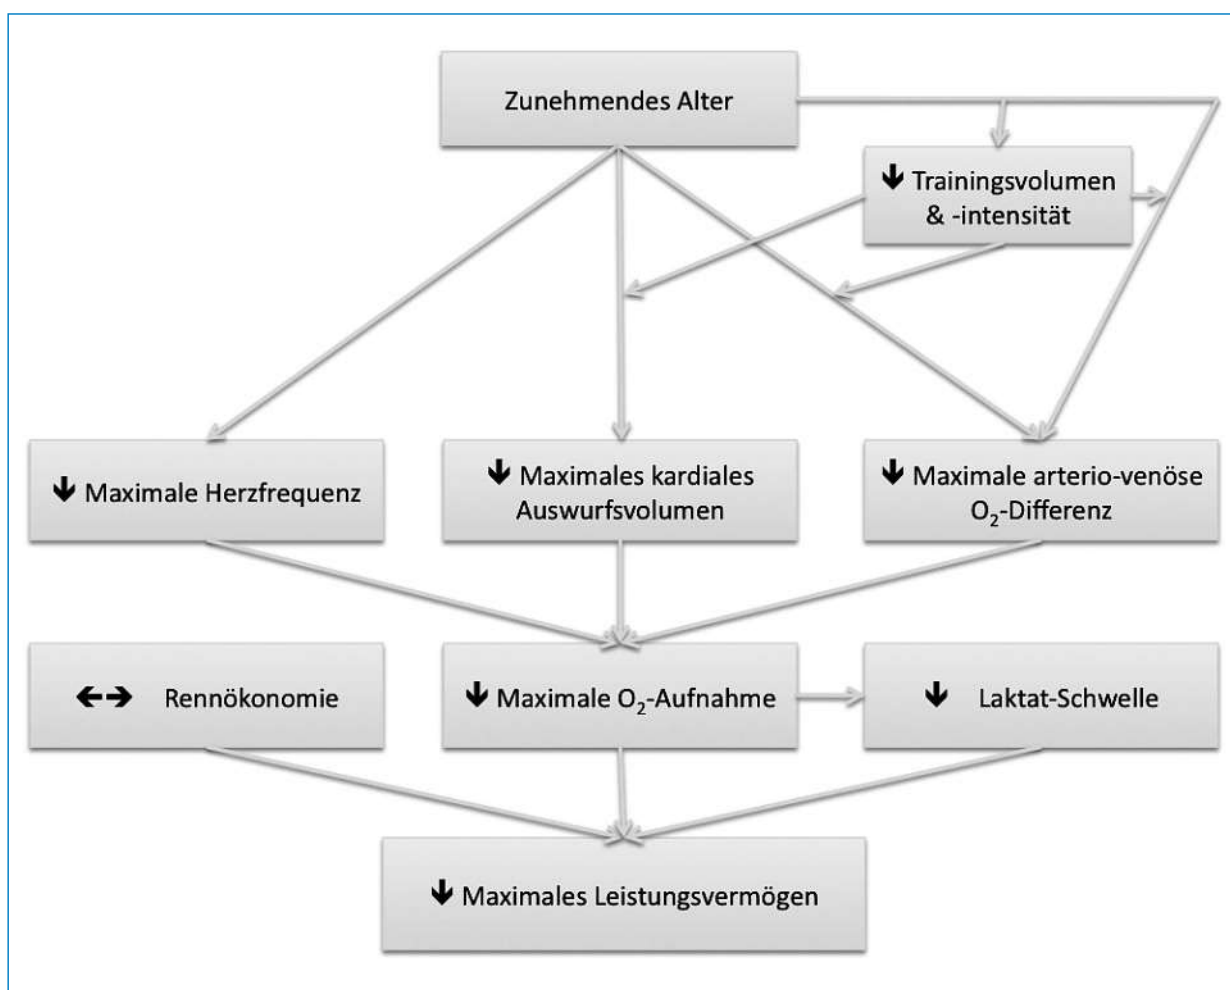 Zunehmendes Alter
↓ Trainingsvolumen
& -intensität
↓ Maximale Herzfrequenz
↓ Maximales kardiales
Auswurfsvolumen
↓ Maximale arterio-venöse
O₂-Differenz
←→ Rennökonomie
↓ Maximale O₂-Aufnahme
↓ Laktat-Schwelle
↓ Maximales Leistungsvermögen